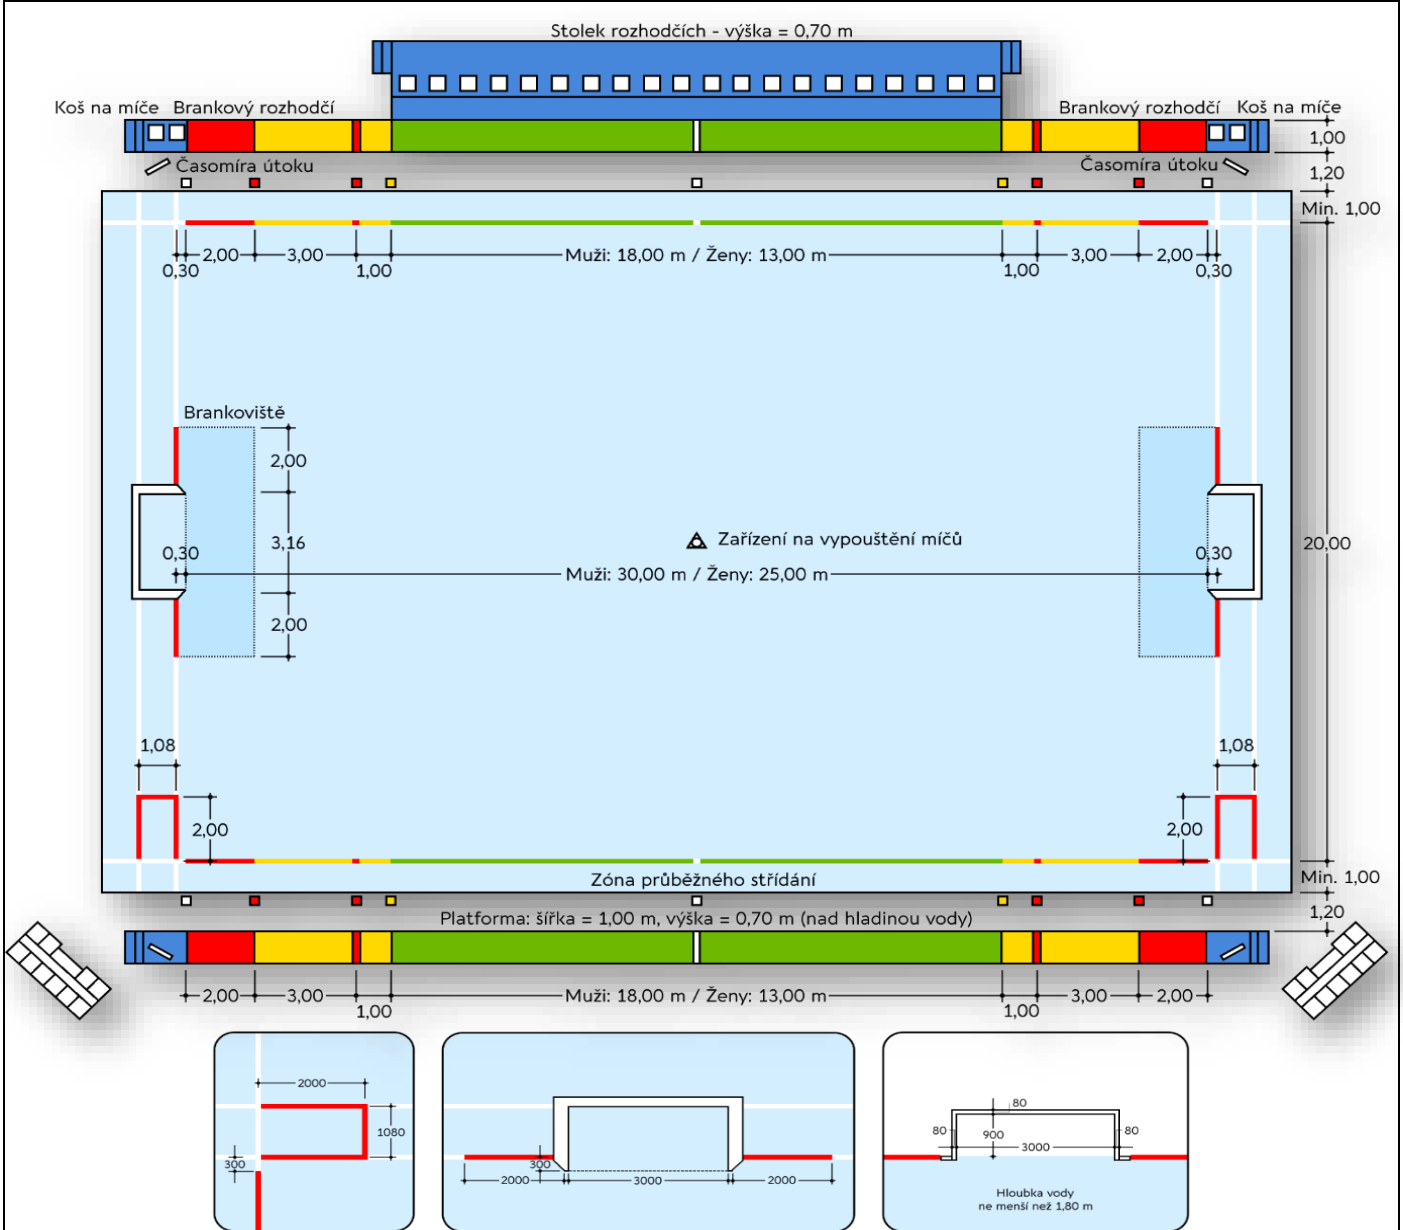 Stolek rozhodčích - výška = 0,70 m
Koš na míče
Brankový rozhodčí
Brankový rozhodčí
Koš na míče
1,00
Časomíra útoku
Časomíra útoku
1,20
Min. 1,00
2,00
3,00
Muži: 18,00 m / Ženy: 13,00 m
3,00
2,00
0,30
1,00
1,00
0,30
Brankoviště
2,00
3,16
Zařízení na vypouštění míčů
20,00
0,30
0,30
Muži: 30,00 m / Ženy: 25,00 m
2,00
1,08
1,08
2,00
2,00
Zóna průběžného střídání
Min. 1,00
Platforma: šířka = 1,00 m, výška = 0,70 m (nad hladinou vody)
1,20
2,00
3,00
Muži: 18,00 m / Ženy: 13,00 m
3,00
2,00
1,00
1,00
2000
1080
300
300
2000
3000
2000
80
80
900
80
3000
Hloubka vody
ne menší než 1,80 m